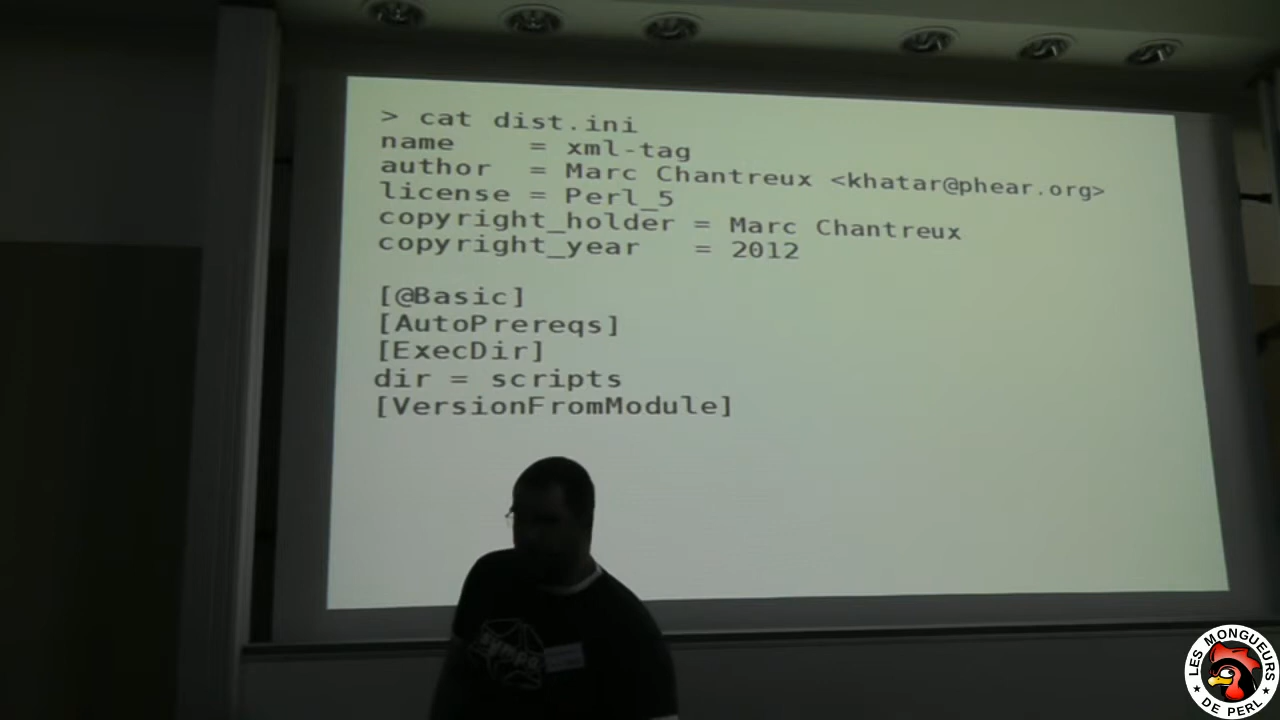 > cat dist.ini
name     = xml-tag
author   = Marc Chantreux <khatar@phear.org>
license = Perl_5
copyright_holder = Marc Chantreux
copyright_year   = 2012
[@Basic]
[AutoPrereqs]
[ExecDir]
dir = scripts
[VersionFromModule]
LES MONGUEURS
DE PERL